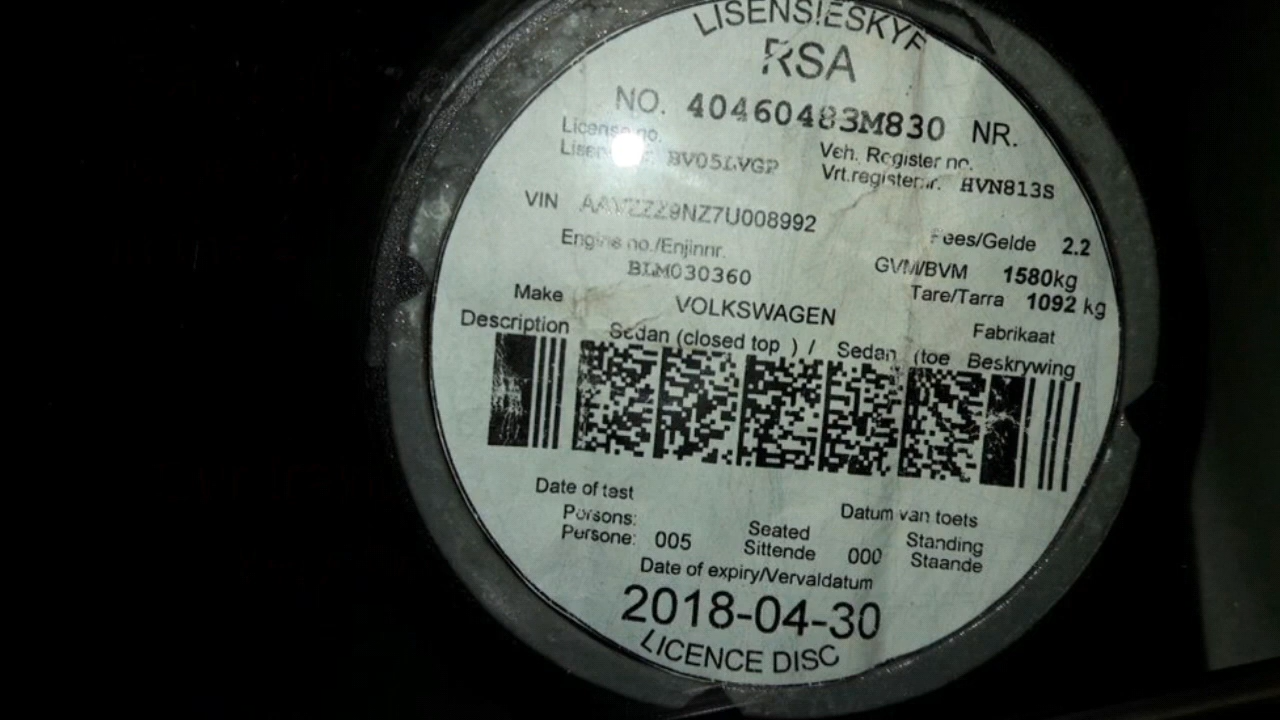 LISENSIESKYF
RSA
NO. 40460483M830 NR.
License no. Veh. Register no.
BV05LVGP Vrt.registernr. HVN813S
VIN AAVZZZ9NZ7U008992
Engine no./Enjinnr. Fees/Gelde 2.2
BLM030360 GVM/BVM 1580kg
Tare/Tarra 1092 kg
Make VOLKSWAGEN Fabrikaat
Description Sedan (closed top ) / Sedan (toe Beskrywing
Date of test Datum van toets
Persons: Seated Standing
Persone: 005 Sittende 000 Staande
Date of expiry/Vervaldatum
2018-04-30
LICENCE DISC